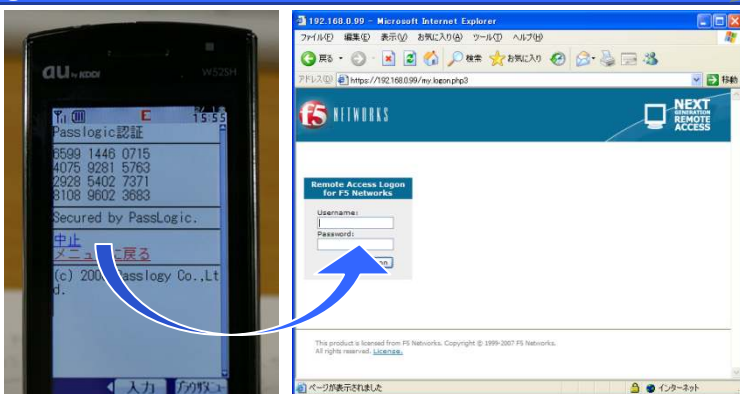 au by KDDI
W52SH
15:55
Passlogic認証
6599 1446 0715
4075 9281 5763
2928 5402 7371
8108 9602 3683
Secured by PassLogic.
中止
メニューに戻る
(c) 200 Passlogy Co.,Lt
d.
入力
192.168.0.99 - Microsoft Internet Explorer
ファイル(F) 編集(E) 表示(V) お気に入り(A) ツール(T) ヘルプ(H)
戻る 検索 お気に入り
アドレス(D) https://192.168.0.99/my.logon.php3 移動
f5 NETWORKS
NEXT
GENERATION
REMOTE
ACCESS
Remote Access Logon
for F5 Networks
Username:
Password:
This product is licensed from F5 Networks. Copyright © 1999-2007 F5 Networks.
All rights reserved. License.
ページが表示されました インターネット